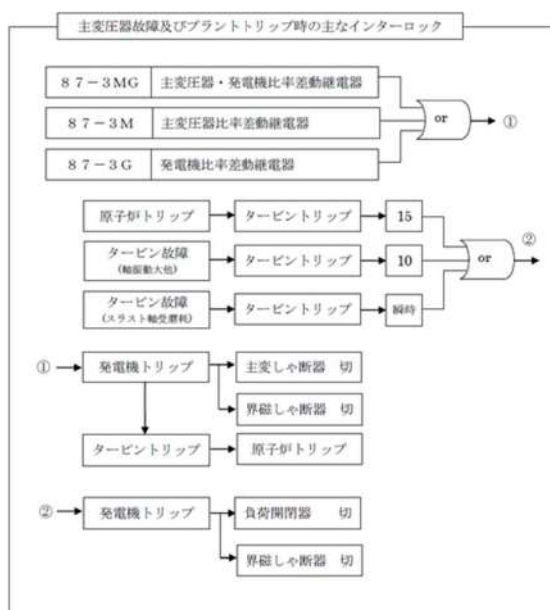 主変圧器故障及びプラントトリップ時の主なインターロック
87-3MG 主変圧器・発電機比率差動継電器
87-3M 主変圧器比率差動継電器
87-3G 発電機比率差動継電器
or
①
原子炉トリップ タービントリップ 15
タービン故障
(軸振動大他)
タービントリップ 10
タービン故障
(スラスト軸受磨耗)
タービントリップ 瞬時
or
②
① 発電機トリップ 主変しゃ断器 切
界磁しゃ断器 切
タービントリップ 原子炉トリップ
② 発電機トリップ 負荷開閉器 切
界磁しゃ断器 切